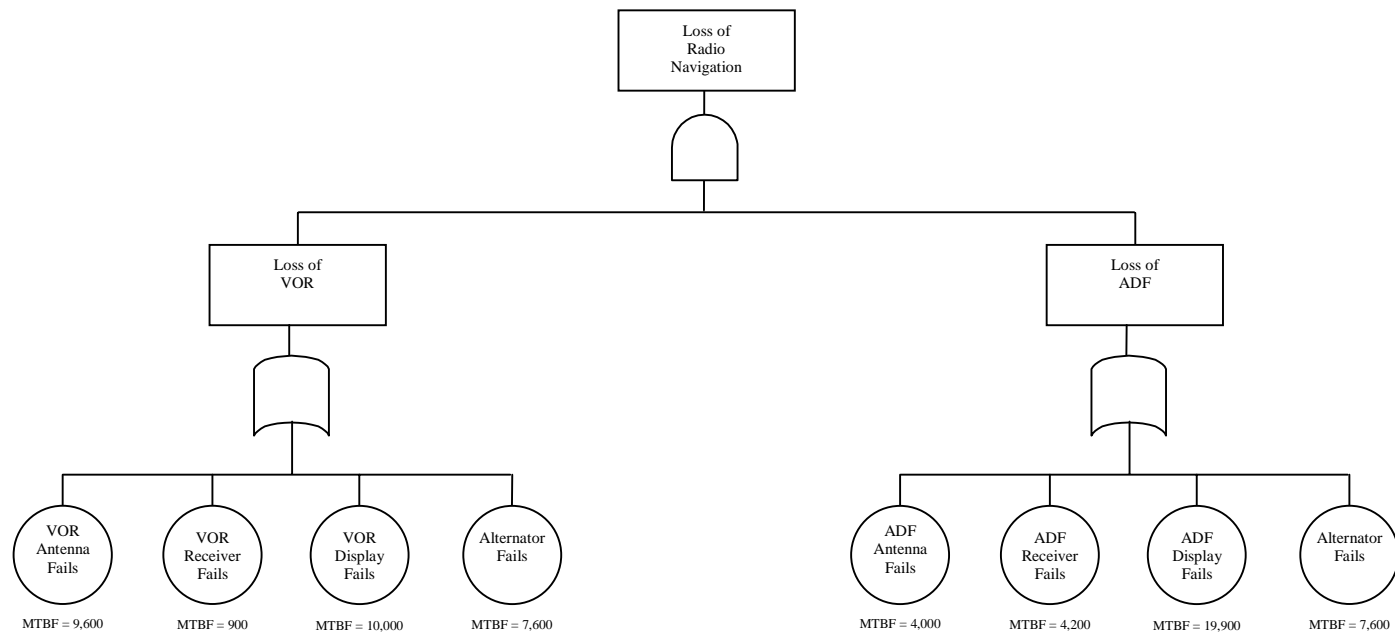 Loss of
Radio
Navigation
Loss of
VOR
Loss of
ADF
VOR
Antenna
Fails
VOR
Receiver
Fails
VOR
Display
Fails
Alternator
Fails
ADF
Antenna
Fails
ADF
Receiver
Fails
ADF
Display
Fails
Alternator
Fails
MTBF = 9,600
MTBF = 900
MTBF = 10,000
MTBF = 7,600
MTBF = 4,000
MTBF = 4,200
MTBF = 19,900
MTBF = 7,600